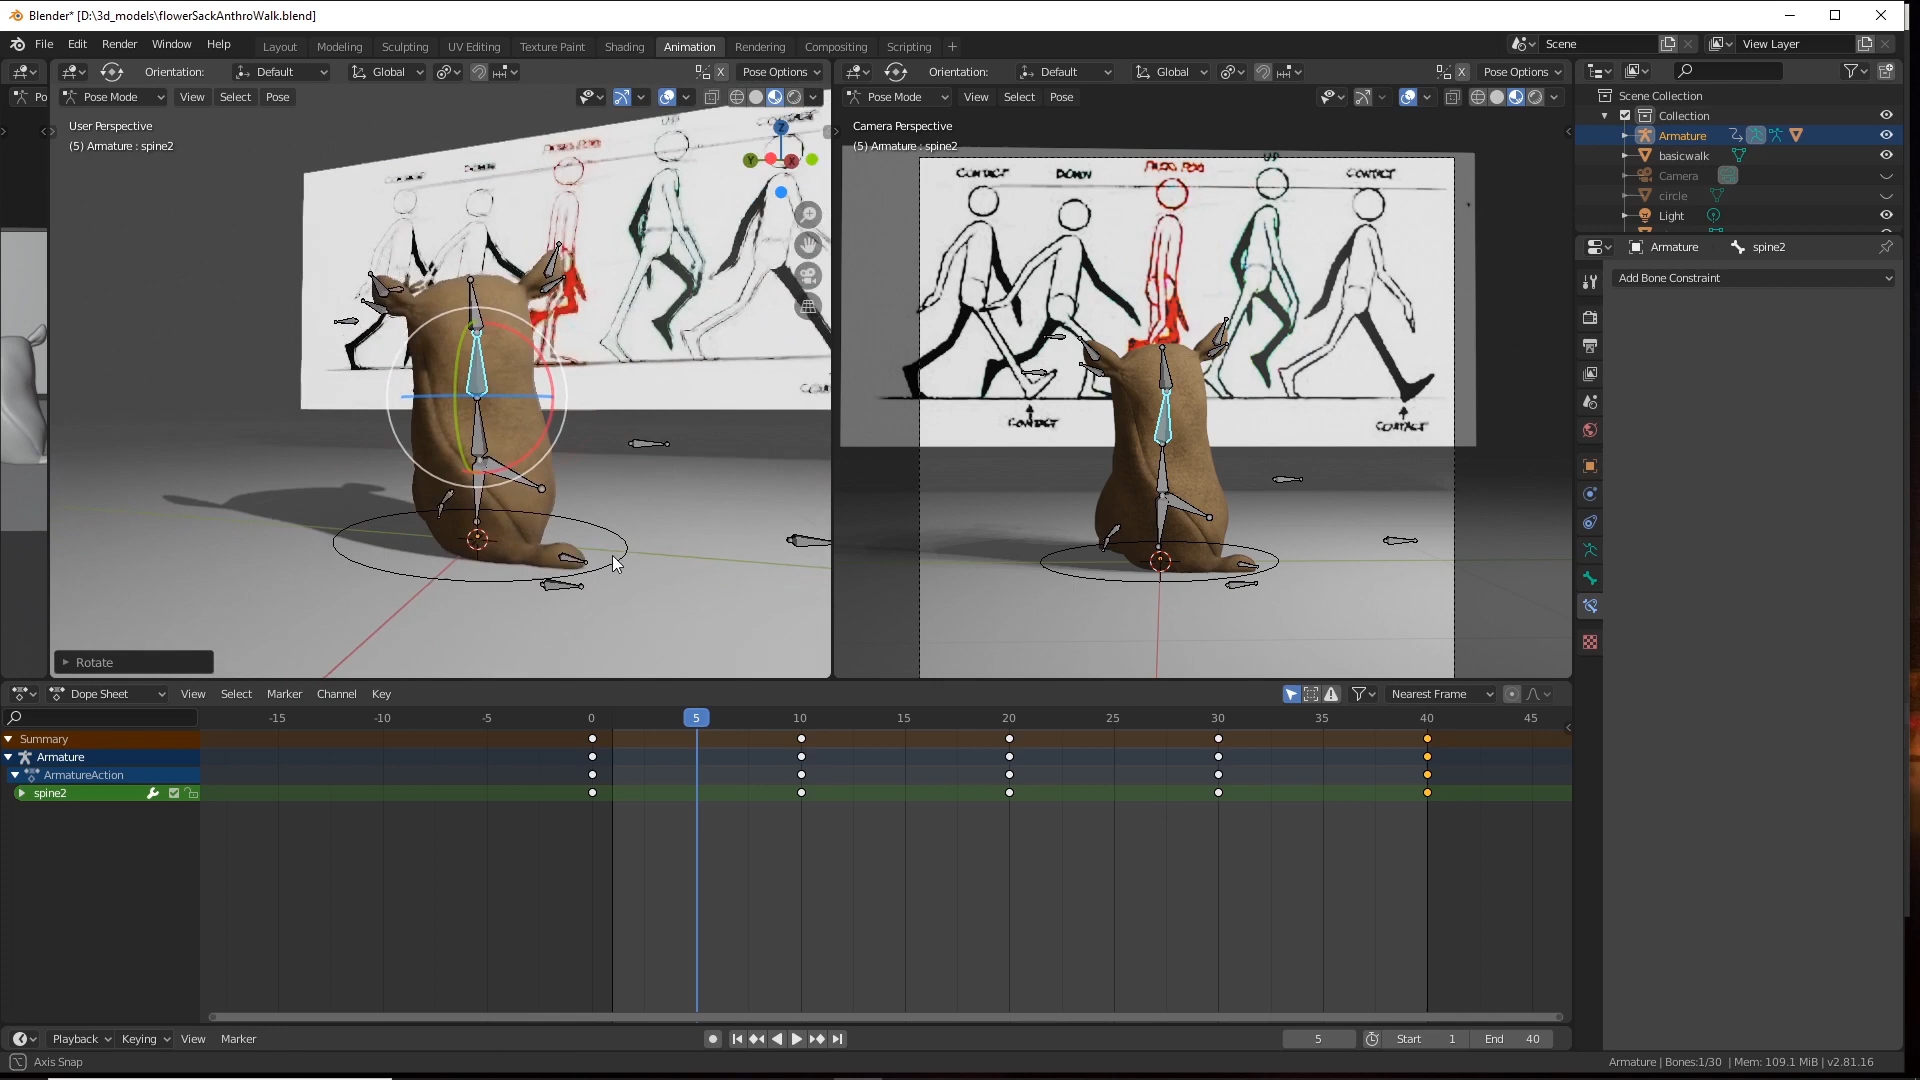 Blender* [D:\3d_models\flowerSackAnthroWalk.blend]
File Edit Render Window Help
Layout Modeling Sculpting UV Editing Texture Paint Shading Animation Rendering Compositing Scripting +
Scene
View Layer
Orientation: Default Global X Pose Options
Orientation: Default Global X Pose Options
Po
Pose Mode View Select Pose
Pose Mode View Select Pose
User Perspective
(5) Armature : spine2
Z
Y
X
Camera Perspective
(5) Armature : spine2
CONTACT DOWN PASS POS UP CONTACT
CONTACT CONTACT
Scene Collection
Collection
Armature
basicwalk
Camera
circle
Light
Armature spine2
Add Bone Constraint
Rotate
Dope Sheet View Select Marker Channel Key
Nearest Frame
-15 -10 -5 0 5 10 15 20 25 30 35 40 45
Summary
Armature
ArmatureAction
spine2
Playback Keying View Marker
5 Start 1 End 40
Axis Snap
Armature | Bones:1/30 | Mem: 109.1 MiB | v2.81.16